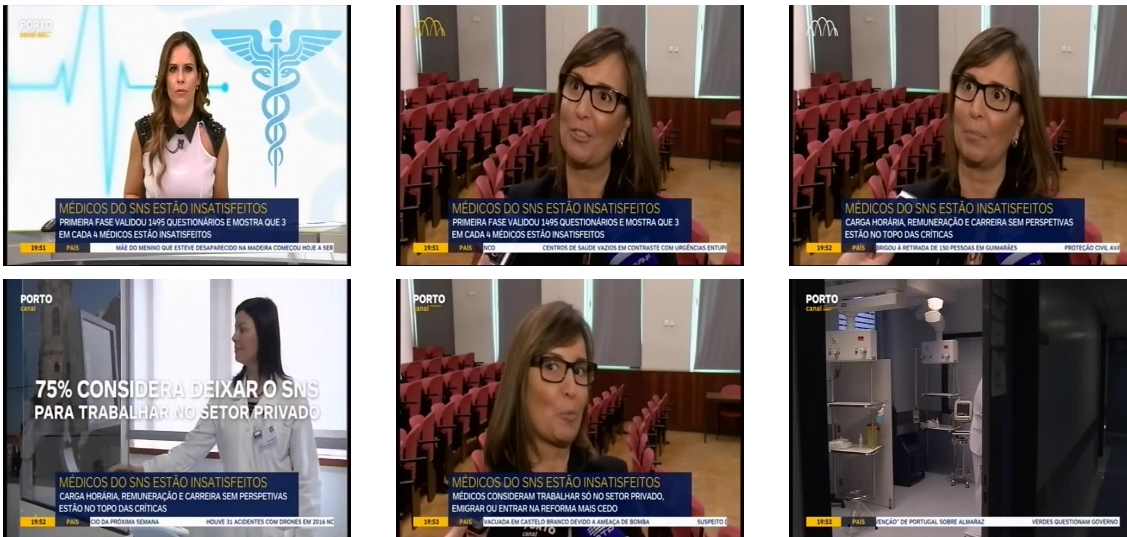 PORTO
canal
MÉDICOS DO SNS ESTÃO INSATISFEITOS
PRIMEIRA FASE VALIDOU 1495 QUESTIONÁRIOS E MOSTRA QUE 3
EM CADA 4 MÉDICOS ESTÃO INSATISFEITOS
19:51 PAÍS MÃE DO MENINO QUE ESTEVE DESAPARECIDO NA MADEIRA COMEÇOU HOJE A SER
MÉDICOS DO SNS ESTÃO INSATISFEITOS
PRIMEIRA FASE VALIDOU 1495 QUESTIONÁRIOS E MOSTRA QUE 3
EM CADA 4 MÉDICOS ESTÃO INSATISFEITOS
19:51 PAÍS NCO CENTROS DE SAÚDE VAZIOS EM CONTRASTE COM URGÊNCIAS ENTUPI
MÉDICOS DO SNS ESTÃO INSATISFEITOS
CARGA HORÁRIA, REMUNERAÇÃO E CARREIRA SEM PERSPETIVAS
ESTÃO NO TOPO DAS CRÍTICAS
19:52 PAÍS BRIGOU À RETIRADA DE 150 PESSOAS EM GUIMARÃES PROTEÇÃO CIVIL AVA
PORTO
canal
75% CONSIDERA DEIXAR O SNS
PARA TRABALHAR NO SETOR PRIVADO
MÉDICOS DO SNS ESTÃO INSATISFEITOS
CARGA HORÁRIA, REMUNERAÇÃO E CARREIRA SEM PERSPETIVAS
ESTÃO NO TOPO DAS CRÍTICAS
19:52 PAÍS CIO DA PRÓXIMA SEMANA HOUVE 31 ACIDENTES COM DRONES EM 2016 NO
PORTO
canal
MÉDICOS DO SNS ESTÃO INSATISFEITOS
MÉDICOS CONSIDERAM TRABALHAR SÓ NO SETOR PRIVADO,
EMIGRAR OU ENTRAR NA REFORMA MAIS CEDO
19:53 PAÍS VACUADA EM CASTELO BRANCO DEVIDO A AMEAÇA DE BOMBA SUSPEITO
PORTO
canal
19:53 PAÍS VENÇÃO" DE PORTUGAL SOBRE ALMARAZ VERDES QUESTIONAM GOVERNO